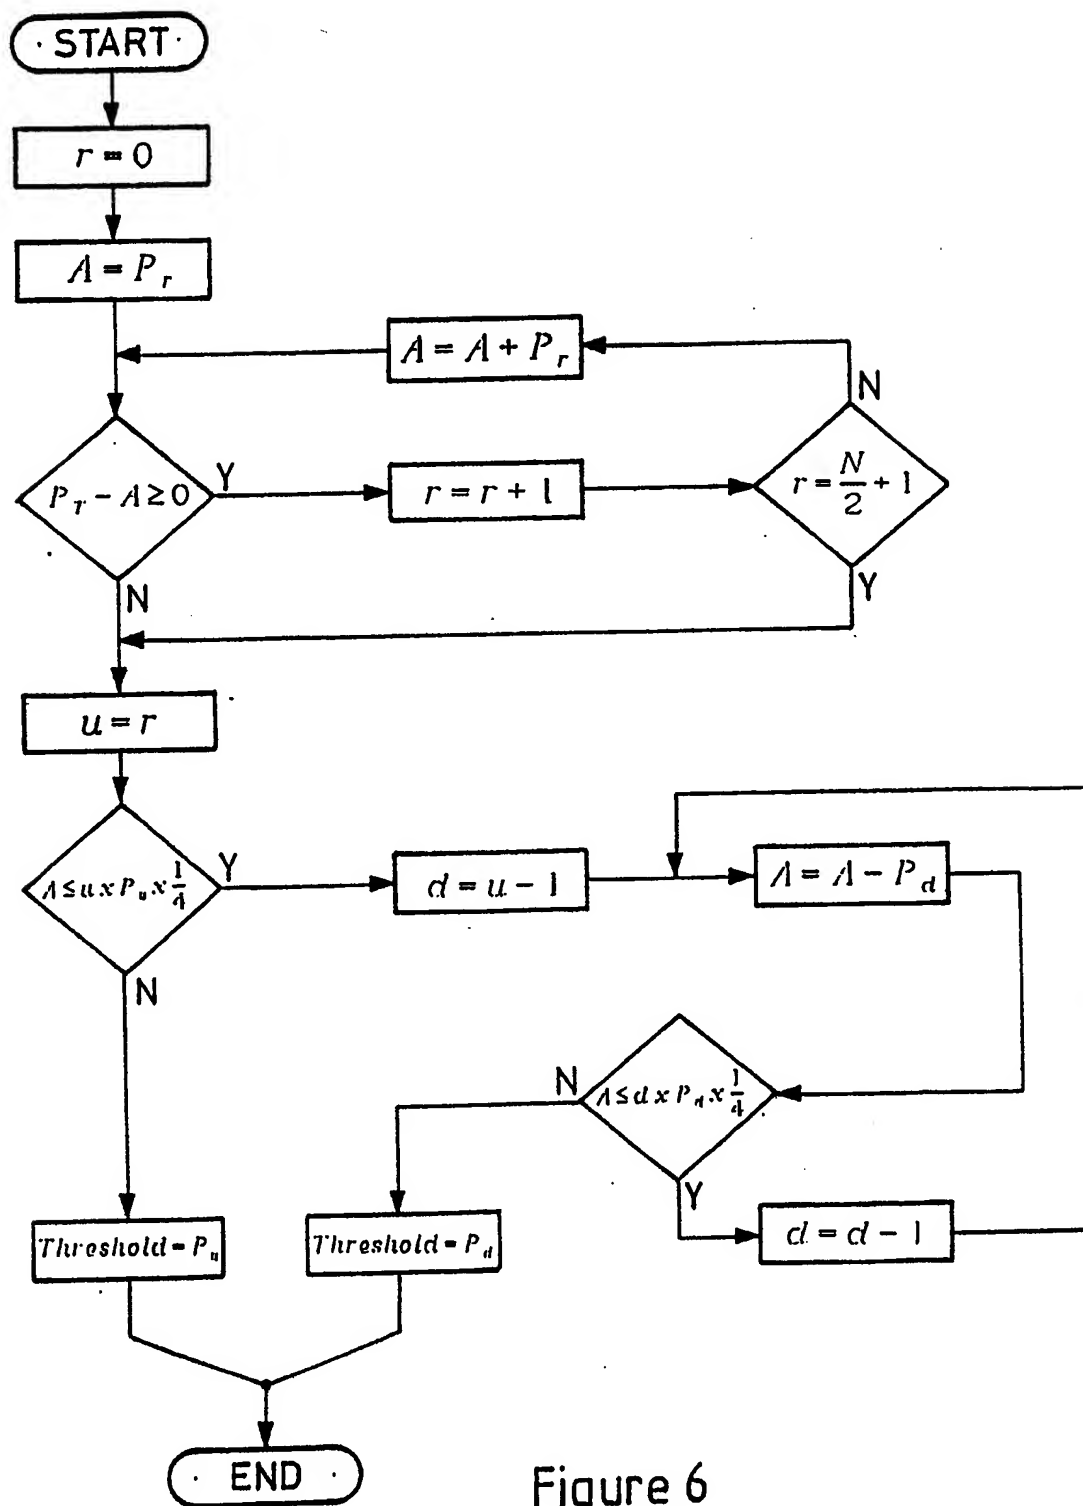 START
r = 0
A = P_r
A = A + P_r
N
P_r - A ≥ 0
Y
r = r + 1
r = N/2 + 1
N
Y
u = r
A ≤ u x P_u x 1/4
Y
d = u - 1
A = A - P_d
N
N
A ≤ d x P_d x 1/4
Y
Threshold = P_u
Threshold = P_d
d = d - 1
END
Figure 6